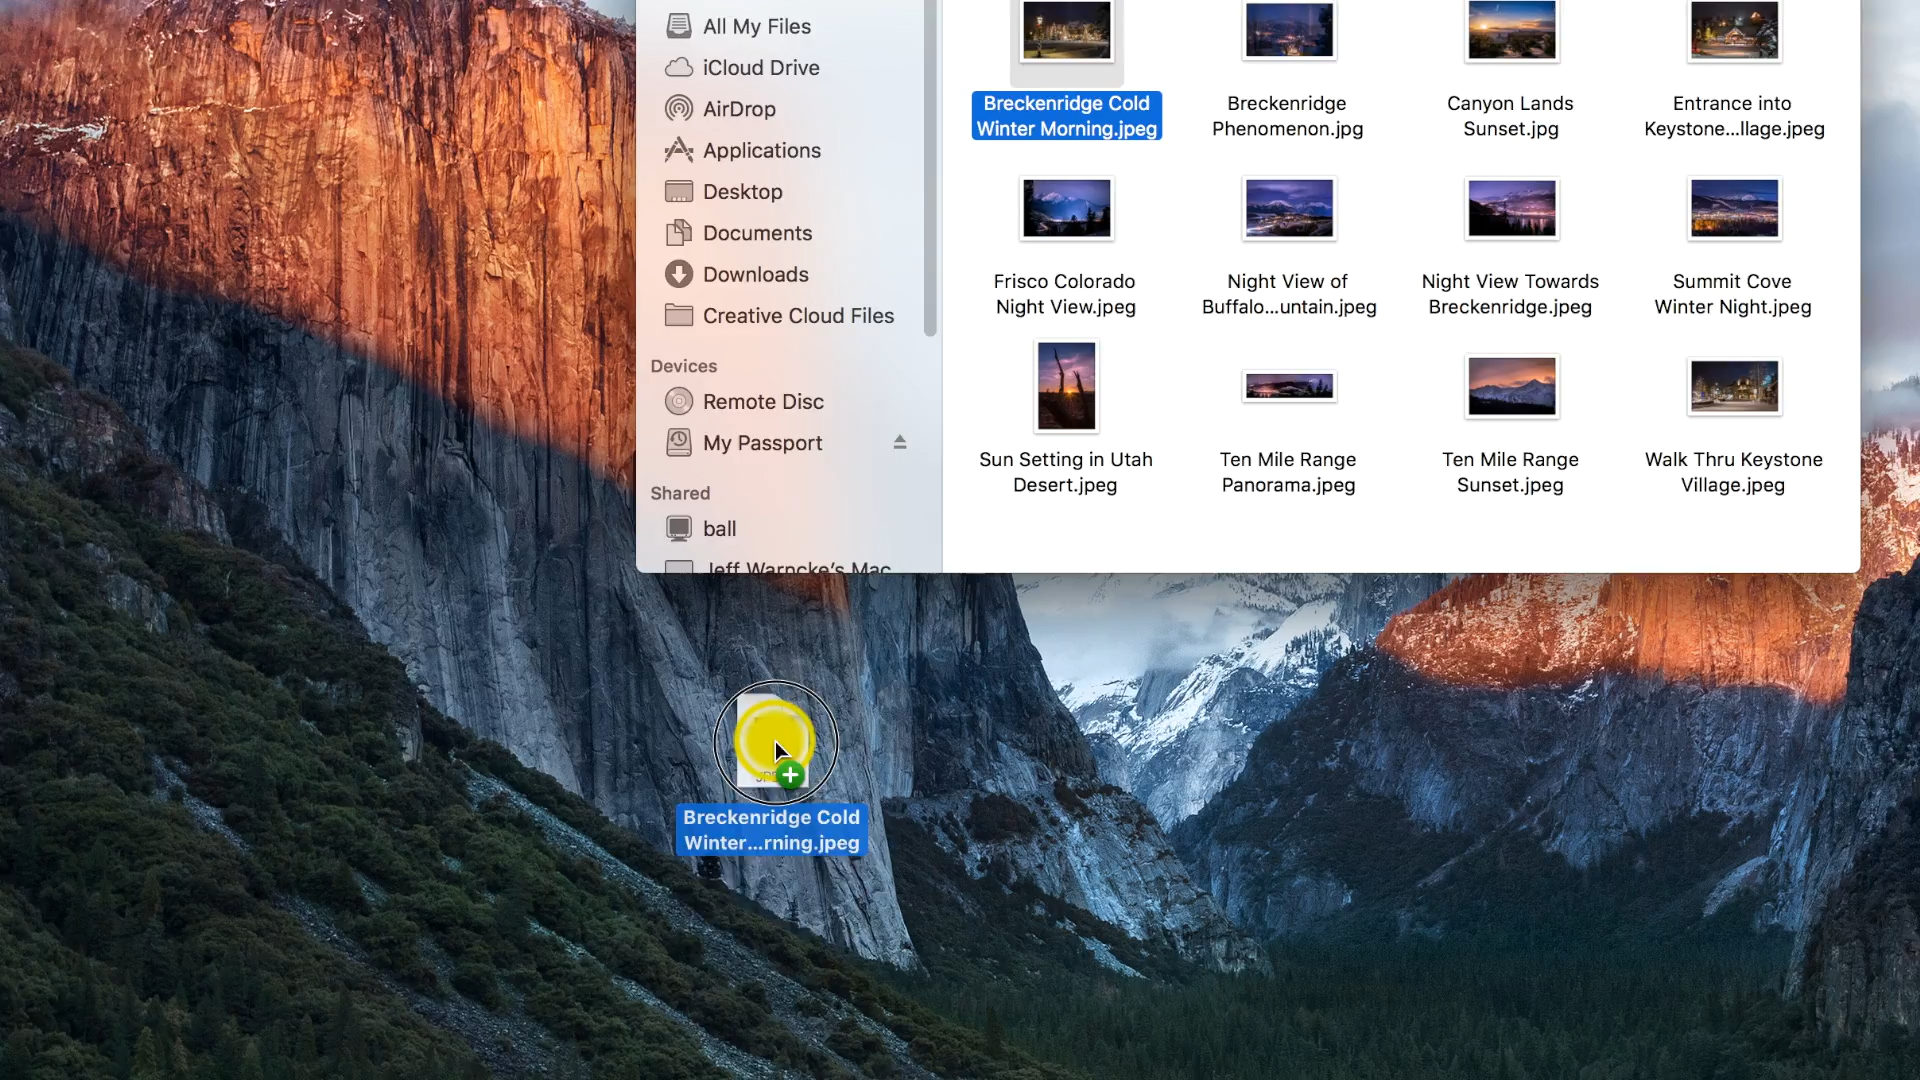 All My Files
iCloud Drive
AirDrop
Applications
Desktop
Documents
Downloads
Creative Cloud Files
Devices
Remote Disc
My Passport
Shared
ball
Jeff Warncke's Mac
Breckenridge Cold
Winter Morning.jpeg
Breckenridge
Phenomenon.jpg
Canyon Lands
Sunset.jpg
Entrance into
Keystone...llage.jpeg
Frisco Colorado
Night View.jpeg
Night View of
Buffalo...untain.jpeg
Night View Towards
Breckenridge.jpeg
Summit Cove
Winter Night.jpeg
Sun Setting in Utah
Desert.jpeg
Ten Mile Range
Panorama.jpeg
Ten Mile Range
Sunset.jpeg
Walk Thru Keystone
Village.jpeg
Breckenridge Cold
Winter...rning.jpeg